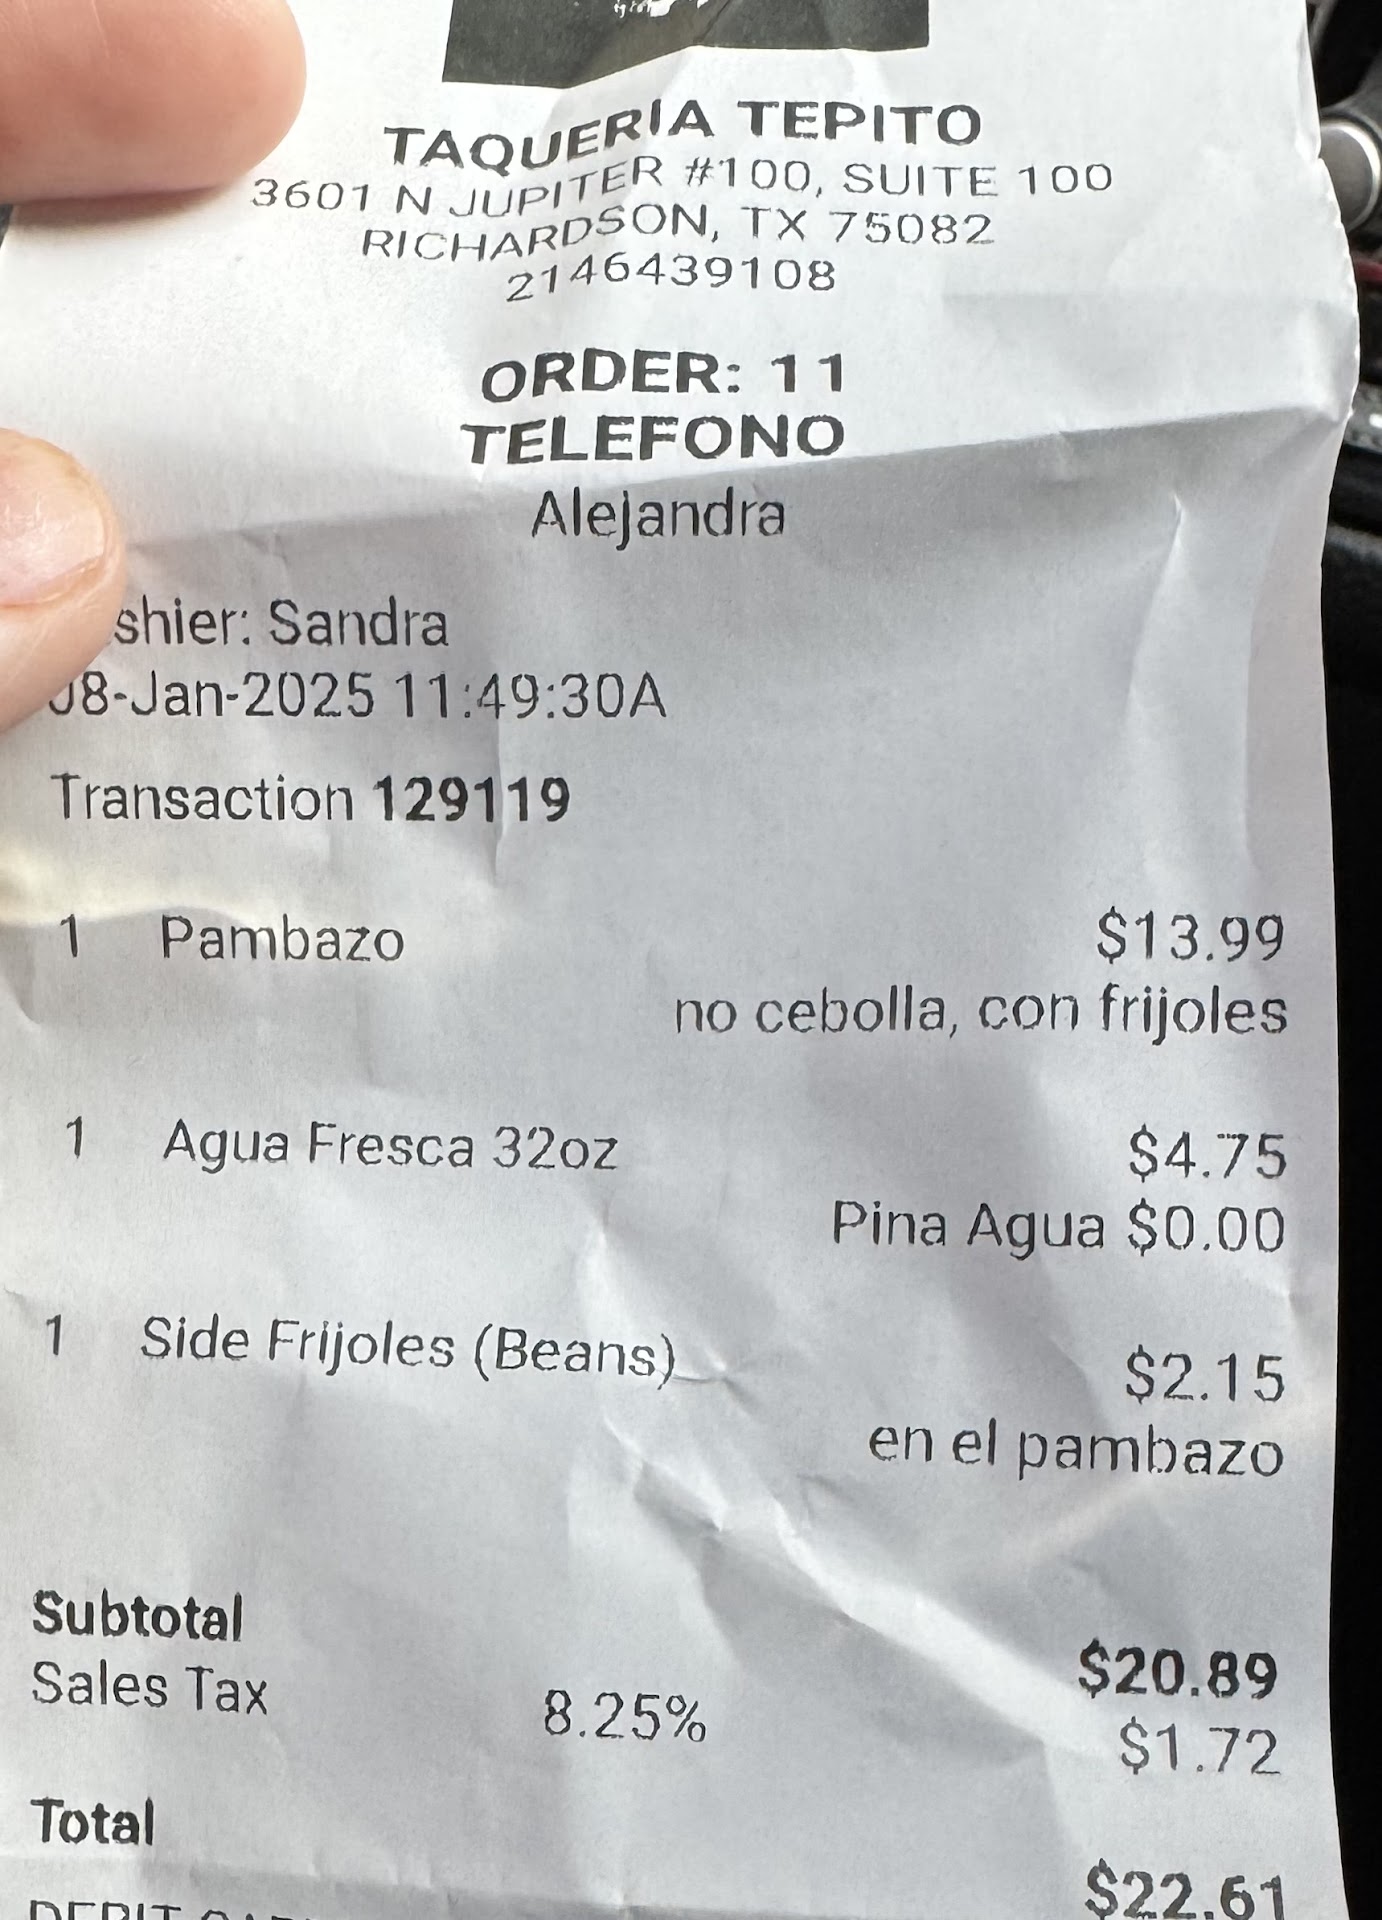 TAQUERIA TEPITO
3601 N JUPITER #100, SUITE 100
RICHARDSON, TX 75082
2146439108
ORDER: 11
TELEFONO
Alejandra
shier: Sandra
08-Jan-2025 11:49:30A
Transaction 129119
1 Pambazo $13.99
no cebolla, con frijoles
1 Agua Fresca 32oz $4.75
Pina Agua $0.00
1 Side Frijoles (Beans) $2.15
en el pambazo
Subtotal $20.89
Sales Tax 8.25% $1.72
Total $22.61
DEBIT